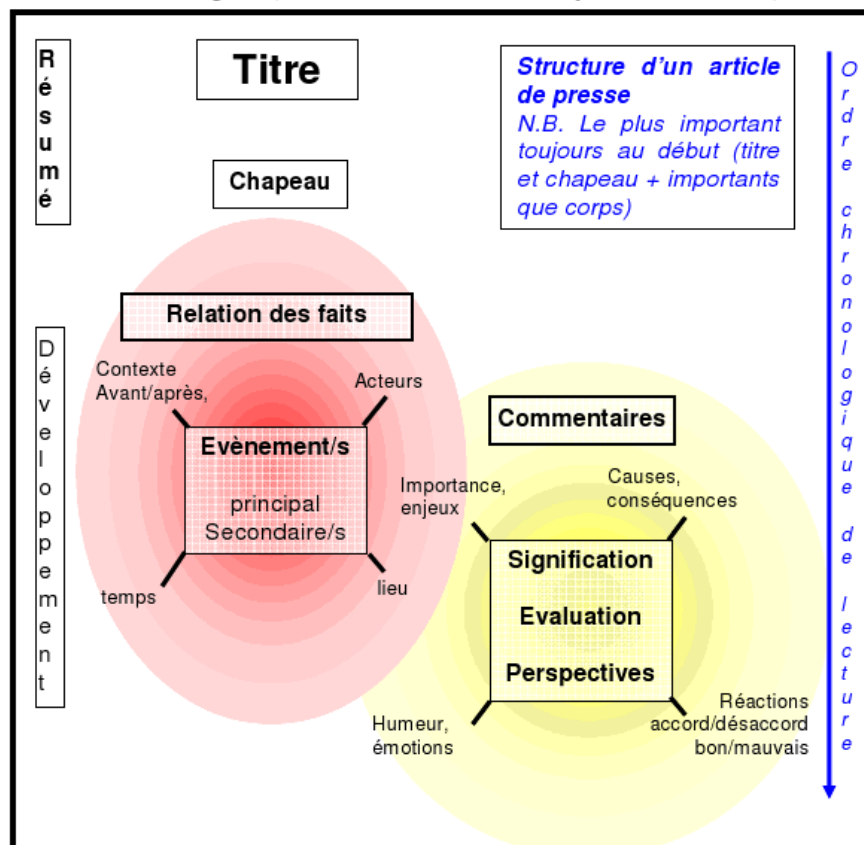 Résumé
Titre
Structure d'un article
de presse
N.B. Le plus important
toujours au début (titre
et chapeau + importants
que corps)
Ordre chronologique de lecture
Chapeau
Développement
Relation des faits
Contexte
Avant/après,
Acteurs
Evènement/s
principal
Secondaire/s
temps
lieu
Commentaires
Importance,
enjeux
Causes,
conséquences
Signification
Evaluation
Perspectives
Humeur,
émotions
Réactions
accord/désaccord
bon/mauvais